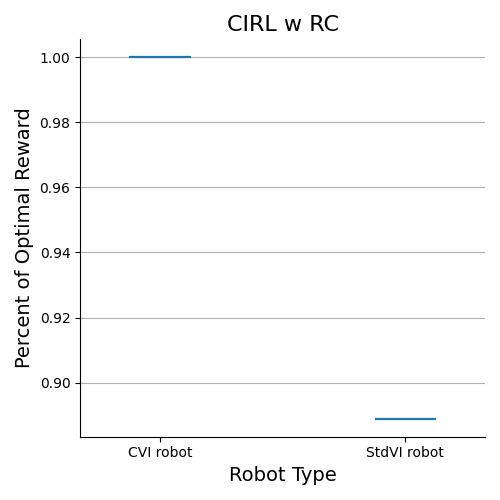 CIRL w RC
Percent of Optimal Reward
1.00
0.98
0.96
0.94
0.92
0.90
CVI robot
StdVI robot
Robot Type